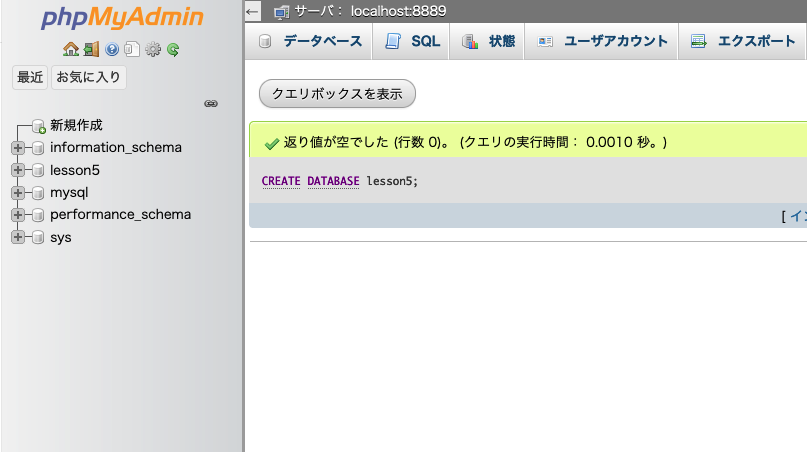 phpMyAdmin
最近 お気に入り
新規作成
information_schema
lesson5
mysql
performance_schema
sys
サーバ： localhost:8889
データベース SQL 状態 ユーザアカウント エクスポート
クエリボックスを表示
返り値が空でした (行数 0)。 (クエリの実行時間： 0.0010 秒。)
CREATE DATABASE lesson5;
[ イン